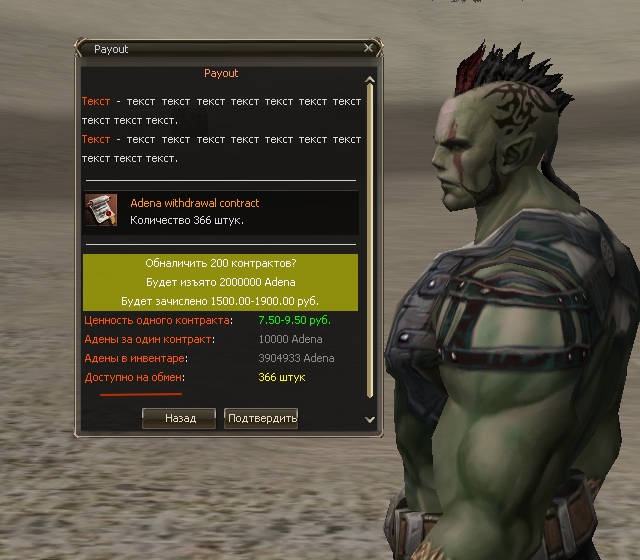 Payout
Payout
Текст - текст текст текст текст текст текст текст
текст текст текст.
Текст - текст текст текст текст текст текст текст
текст текст текст.
Adena withdrawal contract
Количество 366 штук.
Обналичить 200 контрактов?
Будет изъято 2000000 Adena
Будет зачислено 1500.00-1900.00 руб.
Ценность одного контракта: 7.50-9.50 руб.
Адены за один контракт: 10000 Adena
Адены в инвентаре: 3904933 Adena
Доступно на обмен: 366 штук
Назад Подтвердить